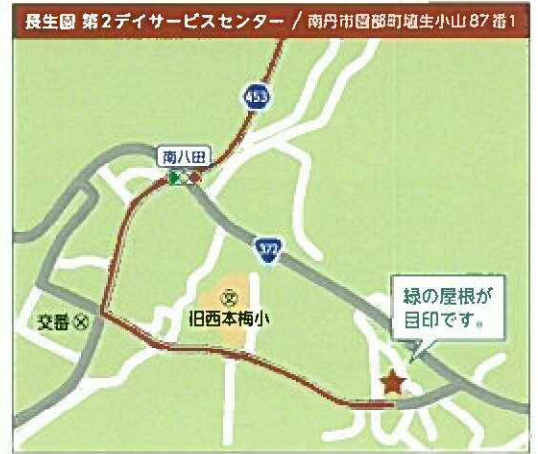 長生園 第2デイサービスセンター / 南丹市園部町埴生小山87番1
453
南八田
372
緑の屋根が
目印です。
交番
文
旧西本梅小